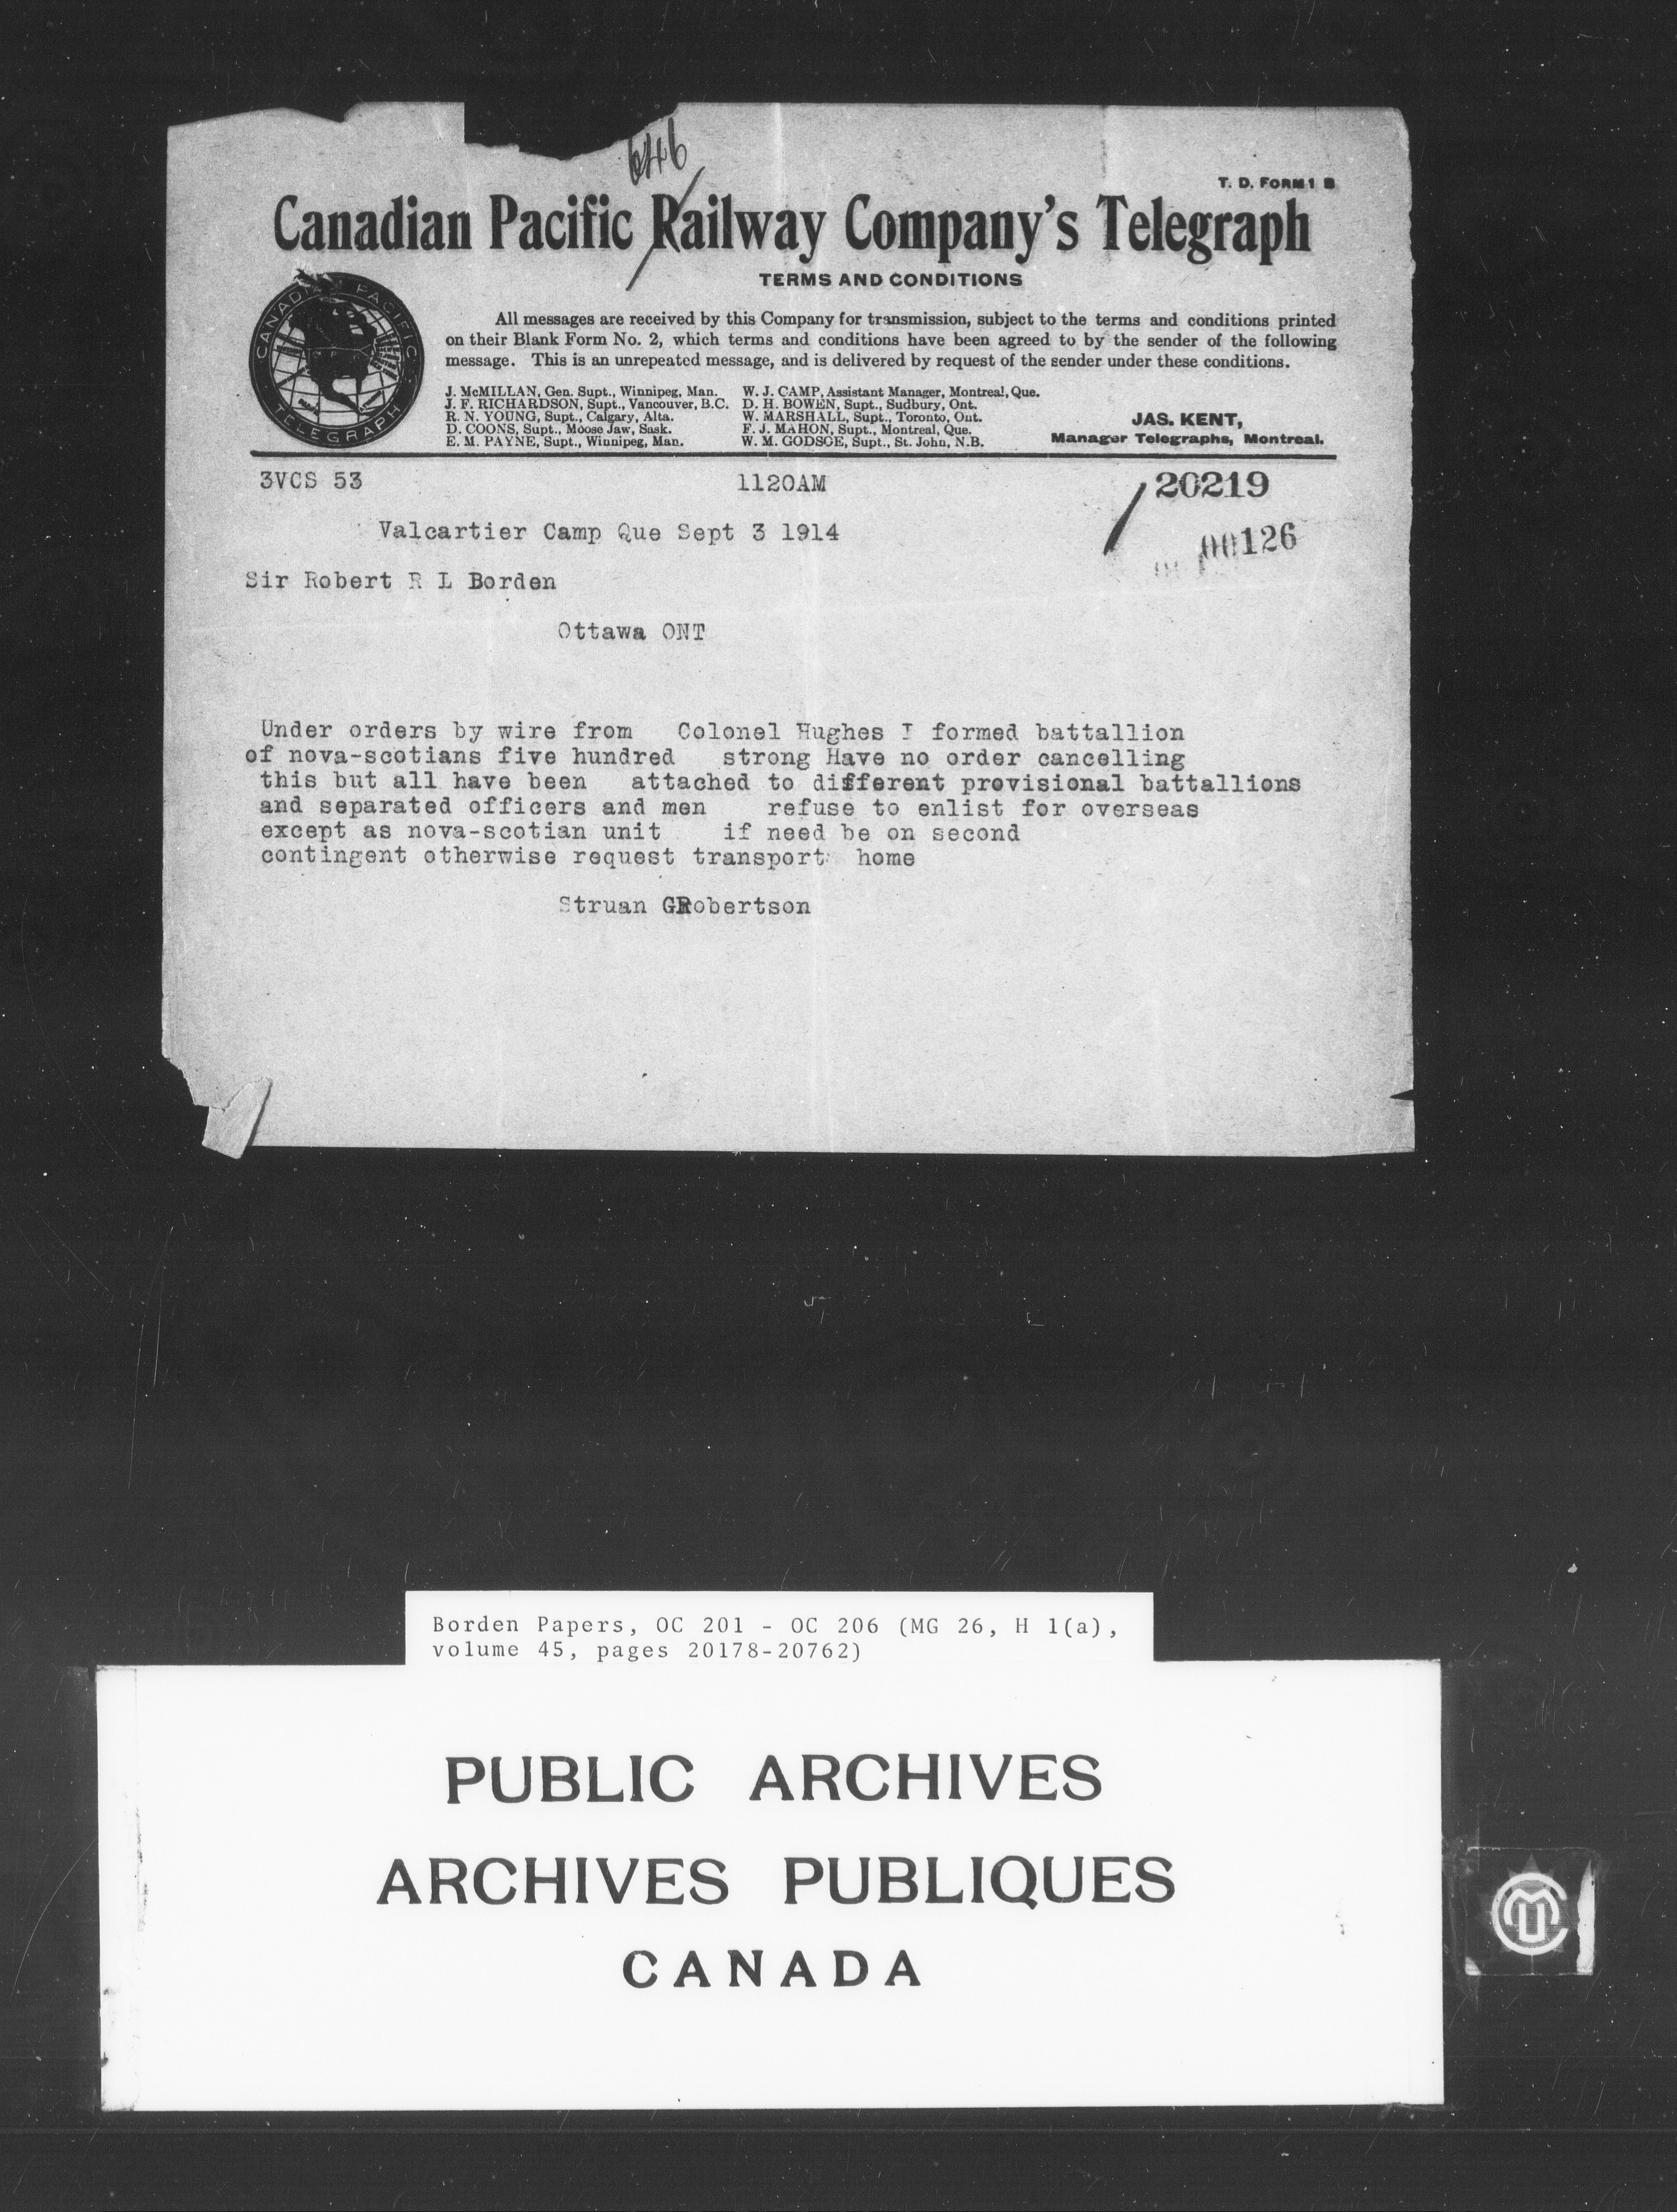 646
T. D. FORM 1 B
Canadian Pacific Railway Company's Telegraph
TERMS AND CONDITIONS
CANADIAN PACIFIC
TELEGRAPH
All messages are received by this Company for transmission, subject to the terms and conditions printed
on their Blank Form No. 2, which terms and conditions have been agreed to by the sender of the following
message. This is an unrepeated message, and is delivered by request of the sender under these conditions.
J. McMILLAN, Gen. Supt., Winnipeg, Man.
J. F. RICHARDSON, Supt., Vancouver, B.C.
R. N. YOUNG, Supt., Calgary, Alta.
D. COONS, Supt., Moose Jaw, Sask.
E. M. PAYNE, Supt., Winnipeg, Man.
W. J. CAMP, Assistant Manager, Montreal, Que.
D. H. BOWEN, Supt., Sudbury, Ont.
W. MARSHALL, Supt., Toronto, Ont.
F. J. MAHON, Supt., Montreal, Que.
W. M. GODSOE, Supt., St. John, N.B.
JAS. KENT,
Manager Telegraphs, Montreal.
3VCS 53 1120AM 20219
00126
Valcartier Camp Que Sept 3 1914
Sir Robert R L Borden
Ottawa ONT
Under orders by wire from Colonel Hughes I formed battallion
of nova-scotians five hundred strong Have no order cancelling
this but all have been attached to different provisional battallions
and separated officers and men refuse to enlist for overseas
except as nova-scotian unit if need be on second
contingent otherwise request transport home
Struan GRobertson
Borden Papers, OC 201 - OC 206 (MG 26, H 1(a),
volume 45, pages 20178-20762)
PUBLIC ARCHIVES
ARCHIVES PUBLIQUES
CANADA